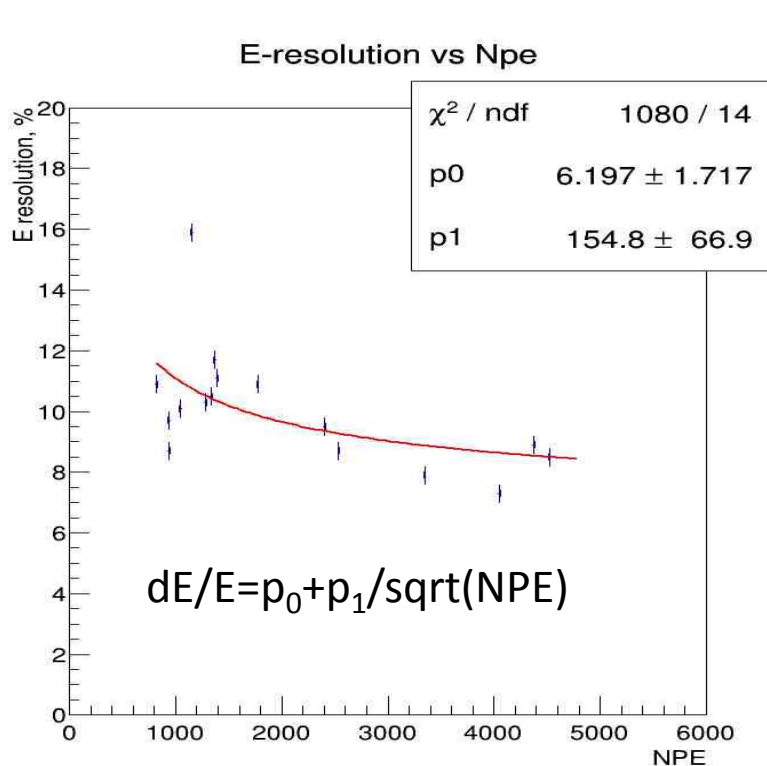 E-resolution vs Npe
χ² / ndf 1080 / 14
p0 6.197 ± 1.717
p1 154.8 ± 66.9
E resolution, %
20
18
16
14
12
10
8
6
4
2
0
dE/E=p₀+p₁/sqrt(NPE)
0 1000 2000 3000 4000 5000 6000
NPE